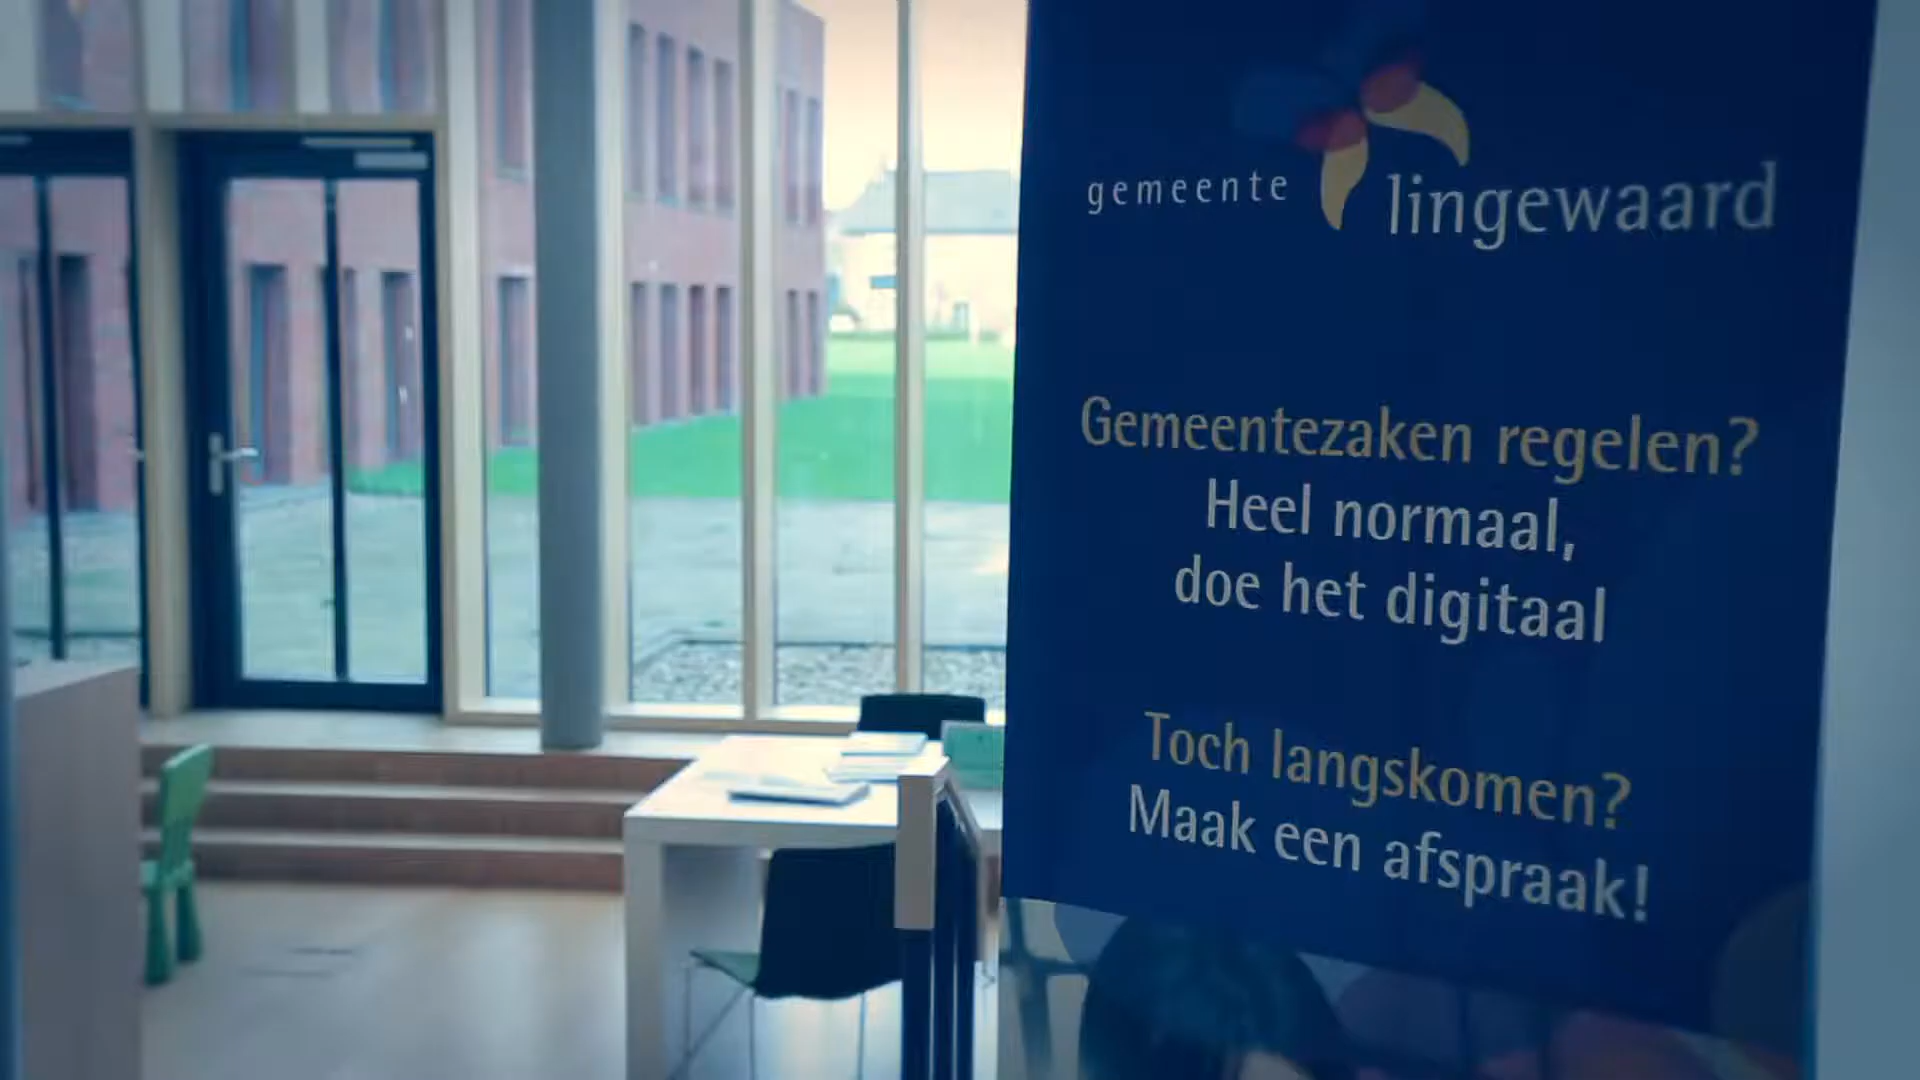 gemeente lingewaard
Gemeentezaken regelen?
Heel normaal,
doe het digitaal
Toch langskomen?
Maak een afspraak!